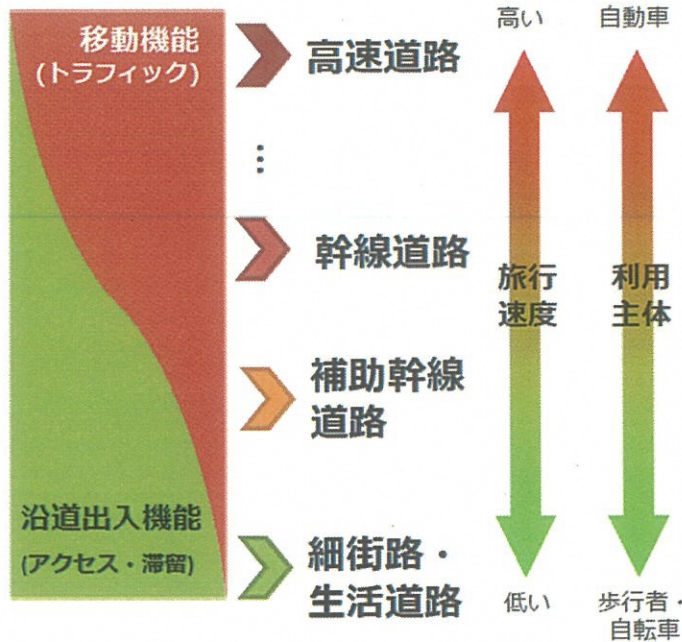 移動機能
(トラフィック)
高速道路
⋮
幹線道路
補助幹線
道路
沿道出入機能
(アクセス・滞留)
細街路・
生活道路
高い
旅行
速度
低い
自動車
利用
主体
歩行者・
自転車